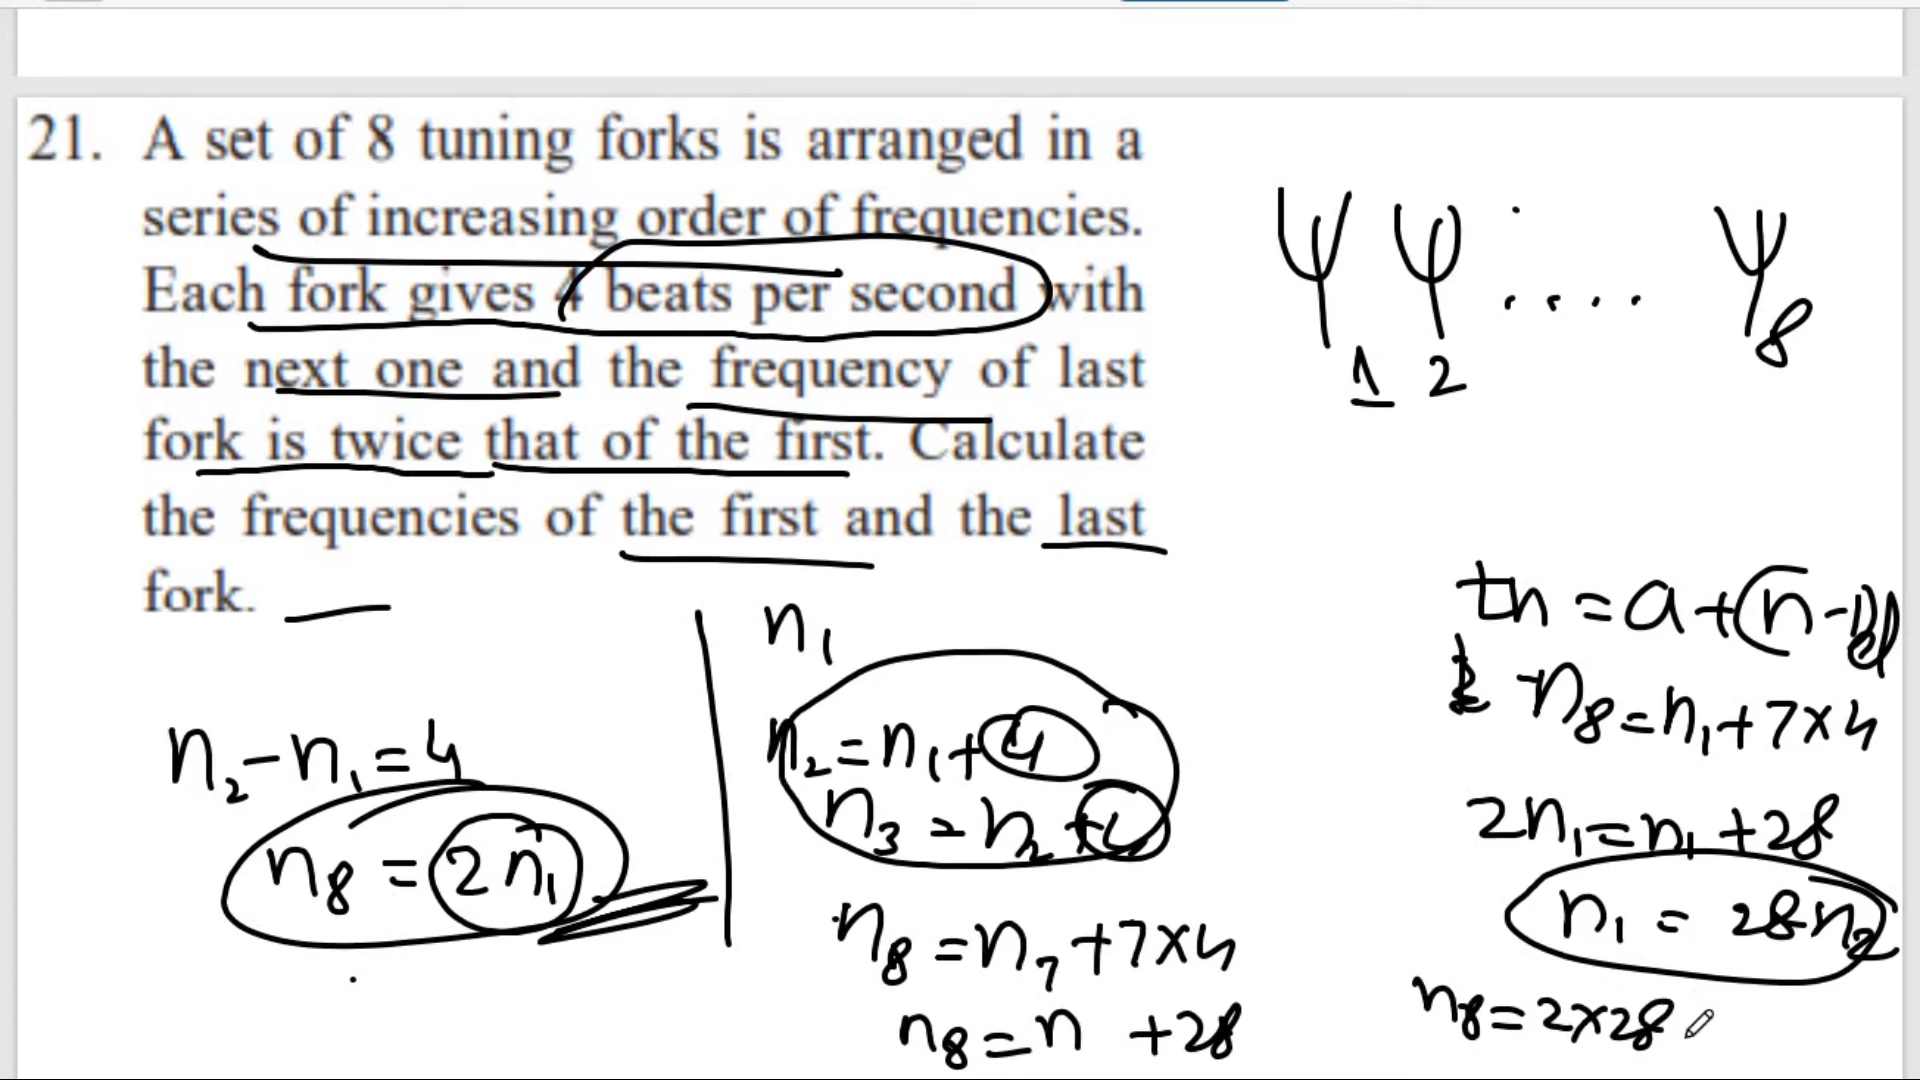 21. A set of 8 tuning forks is arranged in a
series of increasing order of frequencies.
Each fork gives 4 beats per second with
the next one and the frequency of last
fork is twice that of the first. Calculate
the frequencies of the first and the last
fork.
1 2 8
n₂-n₁=4
n₈ = 2n₁
n₁
n₂=n₁+4
n₃=n₂+4
n₈=n₇+7×4
n₈=n +28
tn=a+(n-1)d
n₈=n₁+7×4
2n₁=n₁+28
n₁ = 28
n₈=2×28